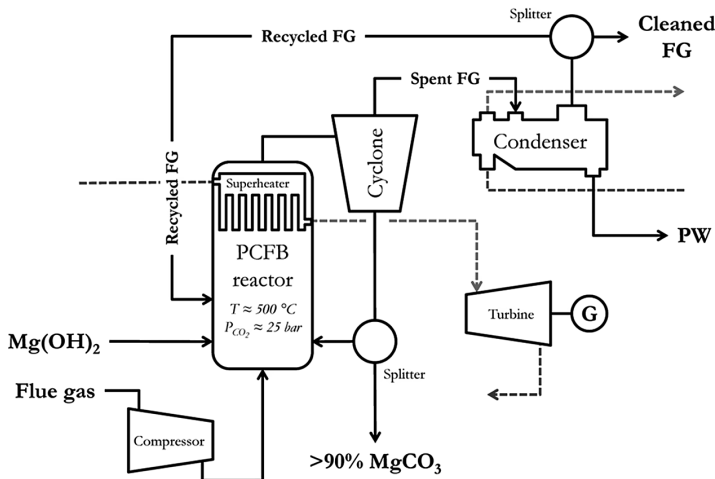 Splitter
Recycled FG
Cleaned
FG
Spent FG
Condenser
Cyclone
Recycled FG
Superheater
PCFB
reactor
T ≈ 500 °C
P_CO₂ ≈ 25 bar
PW
Turbine
G
Mg(OH)₂
Splitter
Flue gas
Compressor
>90% MgCO₃